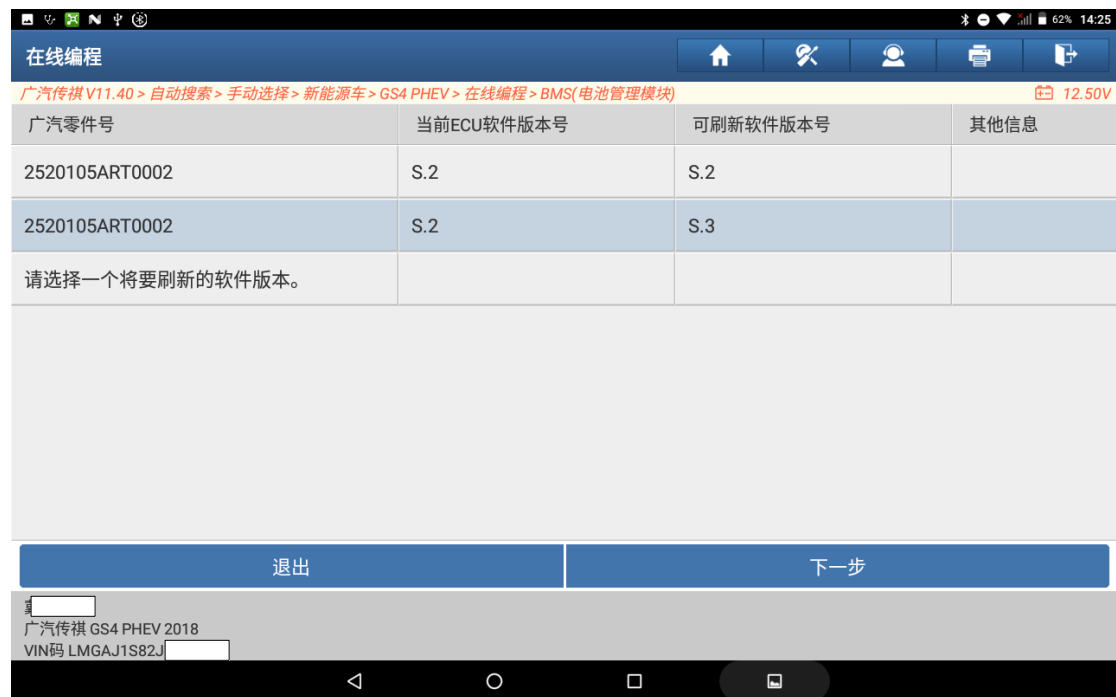 62% 14:25
在线编程
广汽传祺 V11.40 > 自动搜索 > 手动选择 > 新能源车 > GS4 PHEV > 在线编程 > BMS(电池管理模块) 12.50V
广汽零件号 当前ECU软件版本号 可刷新软件版本号 其他信息
2520105ART0002 S.2 S.2
2520105ART0002 S.2 S.3
请选择一个将要刷新的软件版本。
退出 下一步
广汽传祺 GS4 PHEV 2018
VIN码 LMGAJ1S82J